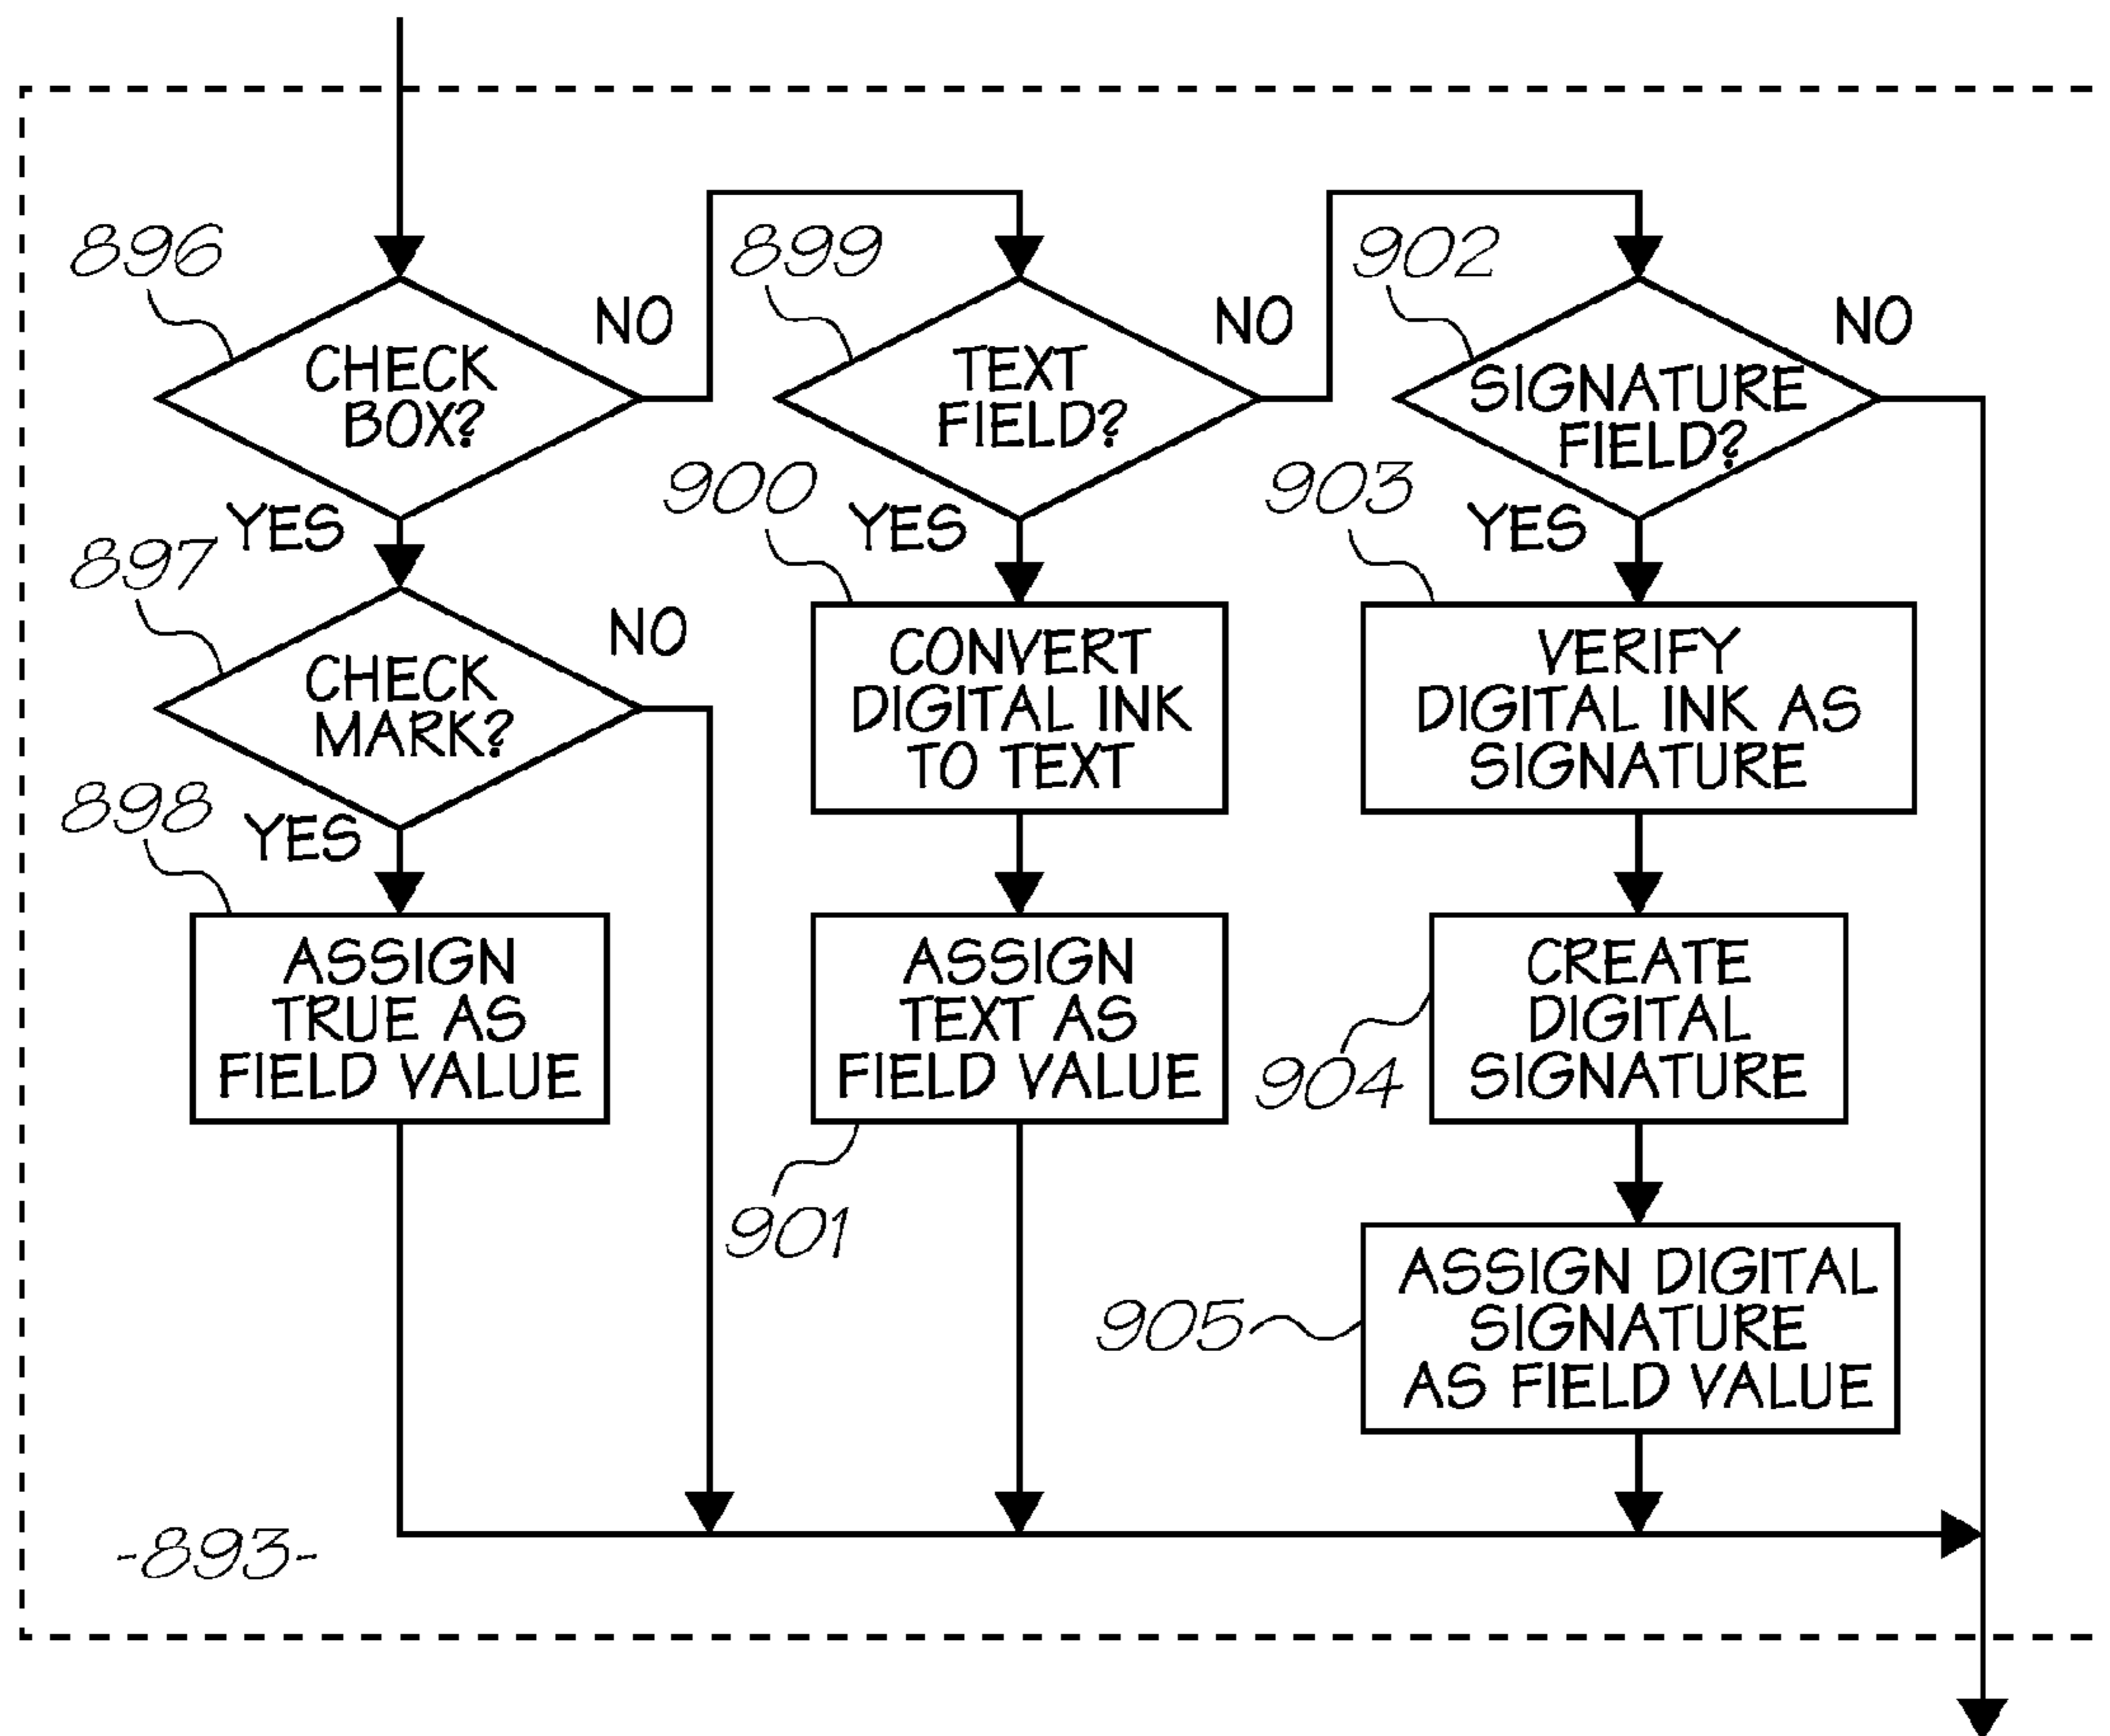 896
CHECK
BOX?
NO
YES
897
CHECK
MARK?
NO
YES
898
ASSIGN
TRUE AS
FIELD VALUE
899
TEXT
FIELD?
NO
YES
900
CONVERT
DIGITAL INK
TO TEXT
ASSIGN
TEXT AS
FIELD VALUE
901
902
SIGNATURE
FIELD?
NO
YES
903
VERIFY
DIGITAL INK AS
SIGNATURE
CREATE
DIGITAL
SIGNATURE
904
ASSIGN DIGITAL
SIGNATURE
AS FIELD VALUE
905
-893-